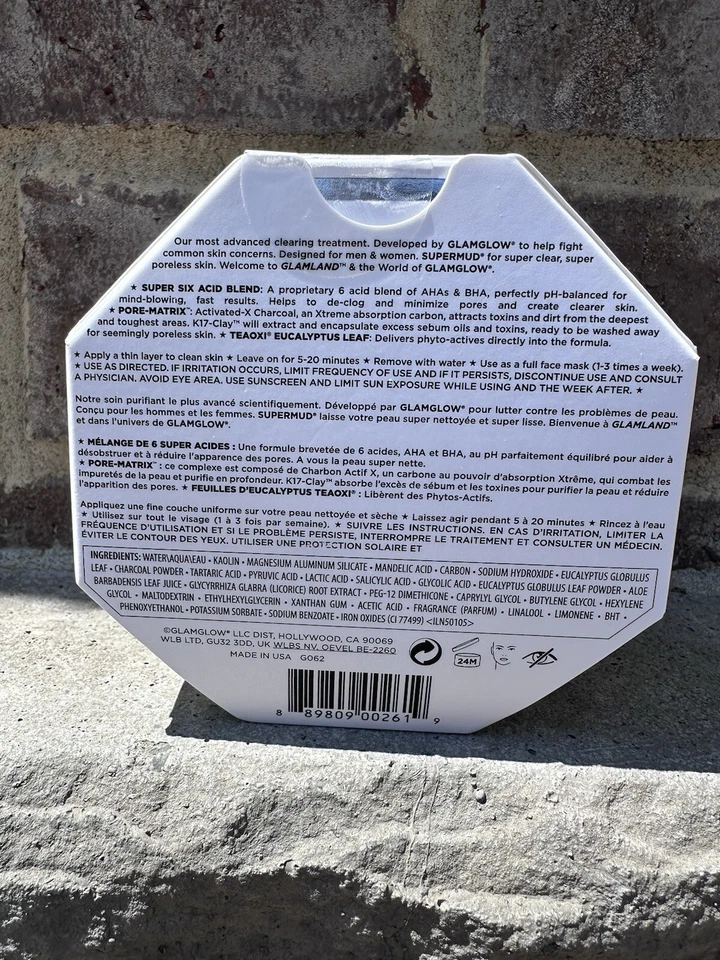 Our most advanced clearing treatment. Developed by GLAMGLOW® to help fight
common skin concerns. Designed for men & women. SUPERMUD® for super clear, super
poreless skin. Welcome to GLAMLAND™ & the World of GLAMGLOW®.
★ SUPER SIX ACID BLEND: A proprietary 6 acid blend of AHAs & BHA, perfectly pH-balanced for
mind-blowing, fast results. Helps to de-clog and minimize pores and create clearer skin.
★ PORE-MATRIX™: Activated-X Charcoal, an Xtreme absorption carbon, attracts toxins and dirt from the deepest
and toughest areas. K17-Clay™ will extract and encapsulate excess sebum oils and toxins, ready to be washed away
for seemingly poreless skin. ★ TEAOXI® EUCALYPTUS LEAF: Delivers phyto-actives directly into the formula.
★ Apply a thin layer to clean skin ★ Leave on for 5-20 minutes ★ Remove with water ★ Use as a full face mask (1-3 times a week).
★ USE AS DIRECTED. IF IRRITATION OCCURS, LIMIT FREQUENCY OF USE AND IF IT PERSISTS, DISCONTINUE USE AND CONSULT
A PHYSICIAN. AVOID EYE AREA. USE SUNSCREEN AND LIMIT SUN EXPOSURE WHILE USING AND THE WEEK AFTER. ★
Notre soin purifiant le plus avancé scientifiquement. Développé par GLAMGLOW® pour lutter contre les problèmes de peau.
Conçu pour les hommes et les femmes. SUPERMUD® laisse votre peau super nettoyée et super lisse. Bienvenue à GLAMLAND™
et dans l'univers de GLAMGLOW®.
★ MÉLANGE DE 6 SUPER ACIDES : Une formule brevetée de 6 acides, AHA et BHA, au pH parfaitement équilibré pour aider à
désobstruer et à réduire l'apparence des pores. A vous la peau super nette.
★ PORE-MATRIX™ : ce complexe est composé de Charbon Actif X, un carbone au pouvoir d'absorption Xtrême, qui combat les
impuretés de la peau et purifie en profondeur. K17-Clay™ absorbe l'excès de sébum et les toxines pour purifier la peau et réduire
l'apparition des pores. ★ FEUILLES D'EUCALYPTUS TEAOXI® : Libèrent des Phytos-Actifs.
Appliquez une fine couche uniforme sur votre peau nettoyée et sèche ★ Laissez agir pendant 5 à 20 minutes ★ Rincez à l'eau
★ Utilisez sur tout le visage (1 à 3 fois par semaine). ★ SUIVRE LES INSTRUCTIONS. EN CAS D'IRRITATION, LIMITER LA
FRÉQUENCE D'UTILISATION ET SI LE PROBLÈME PERSISTE, INTERROMPRE LE TRAITEMENT ET CONSULTER UN MÉDECIN.
ÉVITER LE CONTOUR DES YEUX. UTILISER UNE PROTECTION SOLAIRE ET
INGREDIENTS: WATER\AQUA\EAU • KAOLIN • MAGNESIUM ALUMINUM SILICATE • MANDELIC ACID • CARBON • SODIUM HYDROXIDE • EUCALYPTUS GLOBULUS
LEAF • CHARCOAL POWDER • TARTARIC ACID • PYRUVIC ACID • LACTIC ACID • SALICYLIC ACID • GLYCOLIC ACID • EUCALYPTUS GLOBULUS LEAF POWDER • ALOE
BARBADENSIS LEAF JUICE • GLYCYRRHIZA GLABRA (LICORICE) ROOT EXTRACT • PEG-12 DIMETHICONE • CAPRYLYL GLYCOL • BUTYLENE GLYCOL • HEXYLENE
GLYCOL • MALTODEXTRIN • ETHYLHEXYLGLYCERIN • XANTHAN GUM • ACETIC ACID • FRAGRANCE (PARFUM) • LINALOOL • LIMONENE • BHT •
PHENOXYETHANOL • POTASSIUM SORBATE • SODIUM BENZOATE • IRON OXIDES (CI 77499) <ILN50105>
©GLAMGLOW® LLC DIST, HOLLYWOOD, CA 90069
WLB LTD, GU32 3DD, UK WLBS NV, OEVEL BE-2260
MADE IN USA G062
24M
8 89809 00261 9